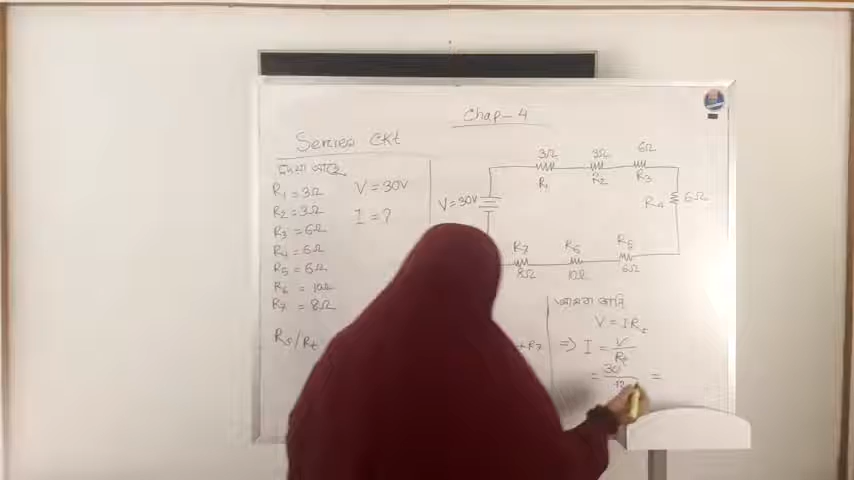 Chap-4
Series CKt
দেওয়া আছে,
R1 = 3Ω
R2 = 3Ω
R3 = 6Ω
R4 = 6Ω
R5 = 6Ω
R6 = 10Ω
R7 = 8Ω
Rs/Rt
V = 30V
I = ?
3Ω 3Ω 6Ω
R1 R2 R3
V = 30V
R4 6Ω
R7 R6 R5
8Ω 10Ω 6Ω
+R7
আমরা জানি
V = I Rs
=> I = V/Rt
= 30/ =